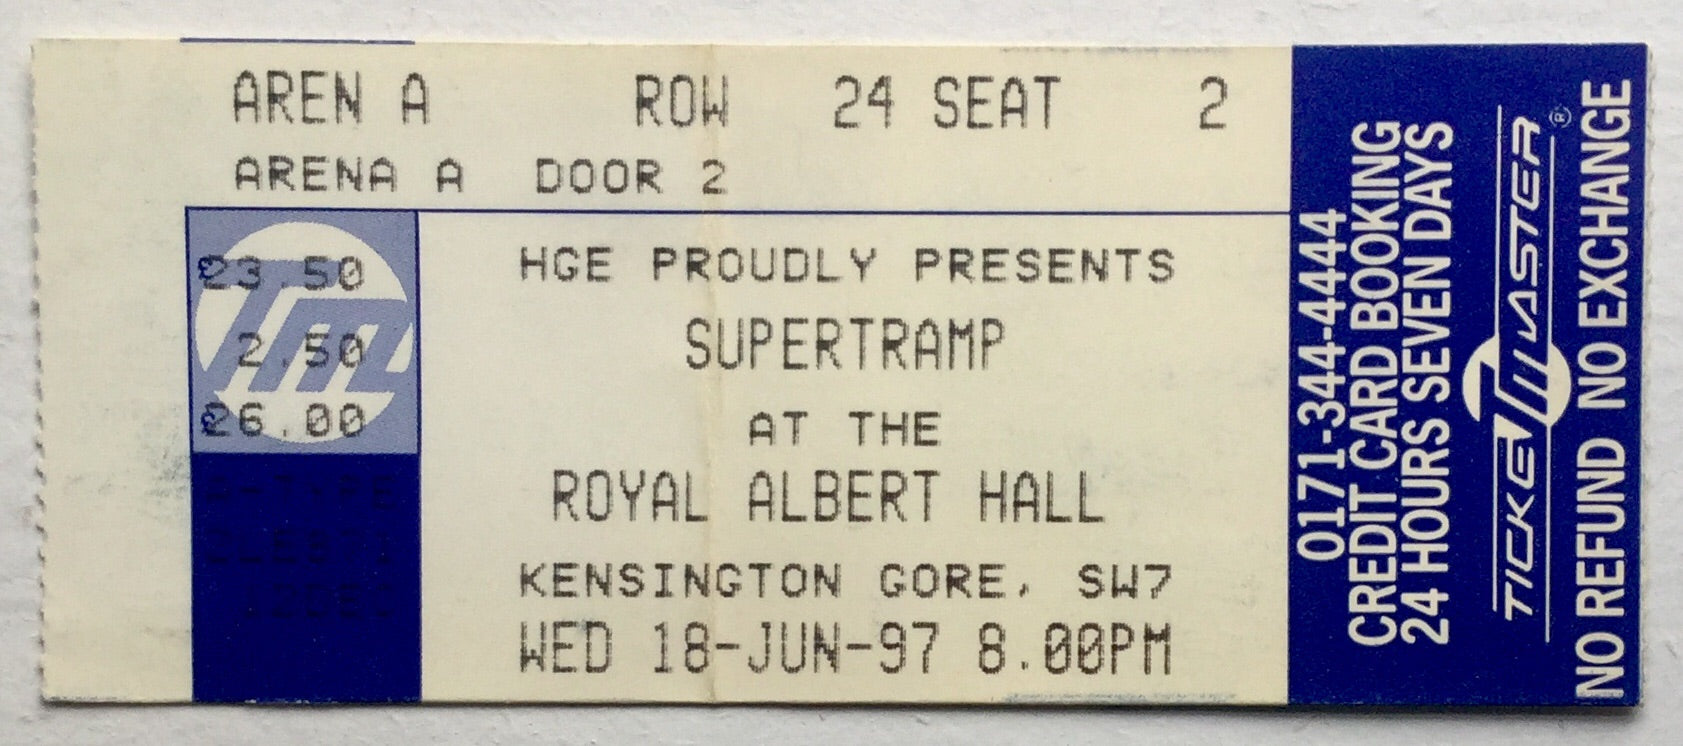 AREN A ROW 24 SEAT 2
ARENA A DOOR 2
TM
£23.50
2.50
£26.00
HGE PROUDLY PRESENTS
SUPERTRAMP
AT THE
ROYAL ALBERT HALL
KENSINGTON GORE, SW7
WED 18-JUN-97 8.00PM
0171-344-4444
CREDIT CARD BOOKING
24 HOURS SEVEN DAYS
TICKETMASTER®
NO REFUND NO EXCHANGE